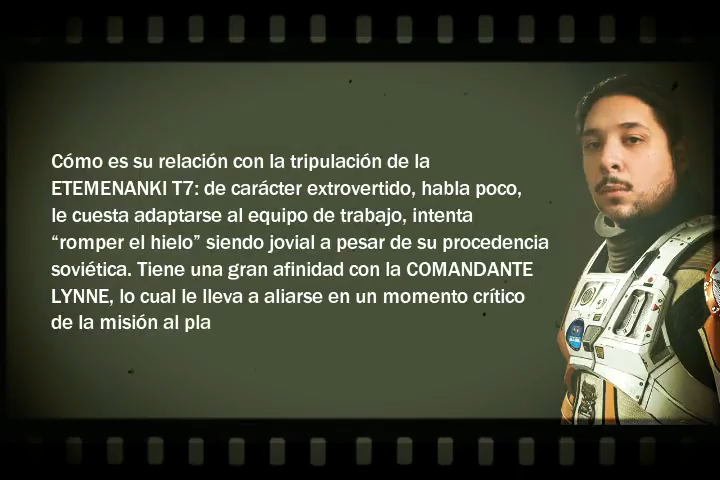 Cómo es su relación con la tripulación de la
ETEMENANKI T7: de carácter extrovertido, habla poco,
le cuesta adaptarse al equipo de trabajo, intenta
“romper el hielo” siendo jovial a pesar de su procedencia
soviética. Tiene una gran afinidad con la COMANDANTE
LYNNE, lo cual le lleva a aliarse en un momento crítico
de la misión al pla